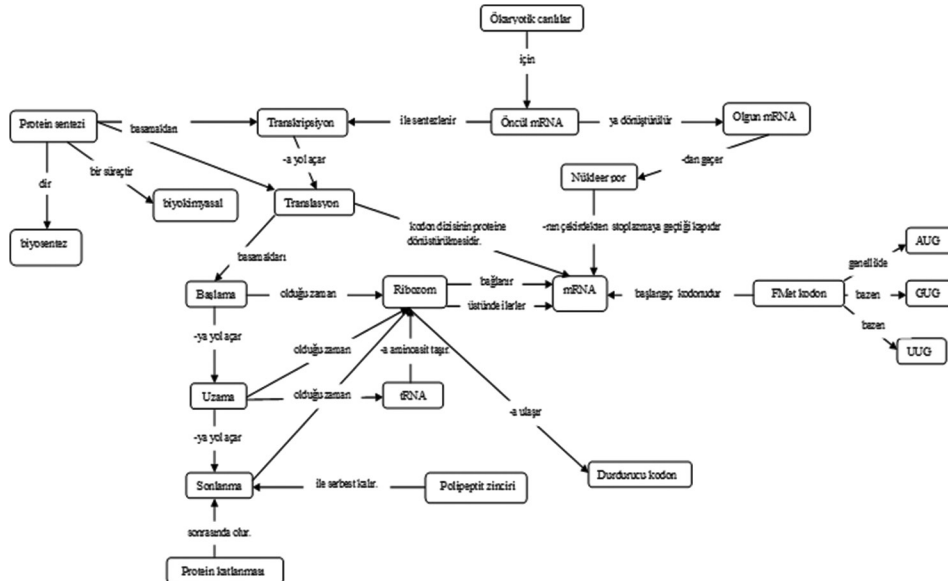 Ökaryotik canlılar
için
Protein sentezi
basamakları
Transkripsiyon
ile sentezlenir
Öncül mRNA
ya dönüştürülür
Olgun mRNA
-a yol açar
-dan geçer
dir
bir süreçtir
Nükleer por
biyokimyasal
Translasyon
biyosentez
kodon dizisinin proteine
dönüştürülmesidir.
-nın çekirdekten stoplazmaya geçtiği kapıdır
basamakları
AUG
genellikle
Başlama
olduğu zaman
Ribozom
bağlanır
üstünde ilerler
mRNA
başlangıç kodonudur
FMet kodon
bazen
GUG
bazen
UUG
-ya yol açar
olduğu zaman
-a aminoasit taşır.
Uzama
olduğu zaman
tRNA
-a ulaşır
-ya yol açar
Sonlanma
ile serbest kalır.
Polipeptit zinciri
Durdurucu kodon
sonrasında olur.
Protein katlanması